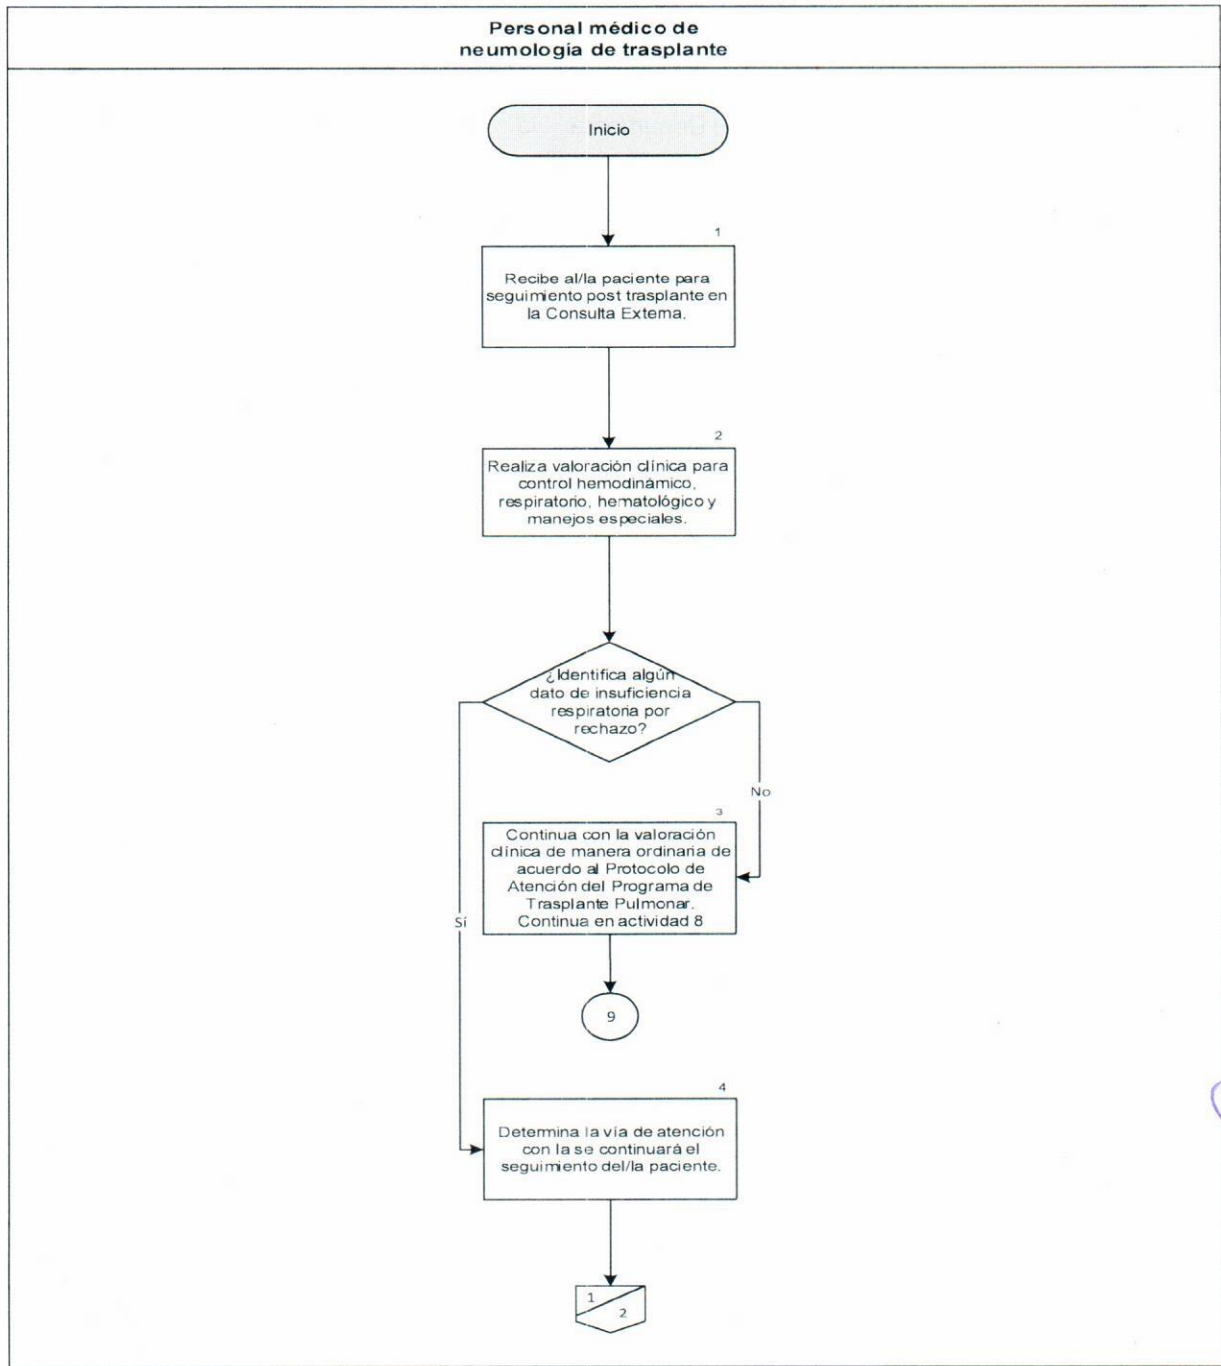 Personal médico de
neumología de trasplante
Inicio
1
Recibe al/la paciente para
seguimiento post trasplante en
la Consulta Externa.
2
Realiza valoración clínica para
control hemodinámico,
respiratorio, hematológico y
manejos especiales.
¿Identifica algún
dato de insuficiencia
respiratoria por
rechazo?
No
3
Continua con la valoración
clínica de manera ordinaria de
acuerdo al Protocolo de
Atención del Programa de
Trasplante Pulmonar.
Continua en actividad 8
Sí
9
4
Determina la vía de atención
con la se continuará el
seguimiento del/la paciente.
1
2